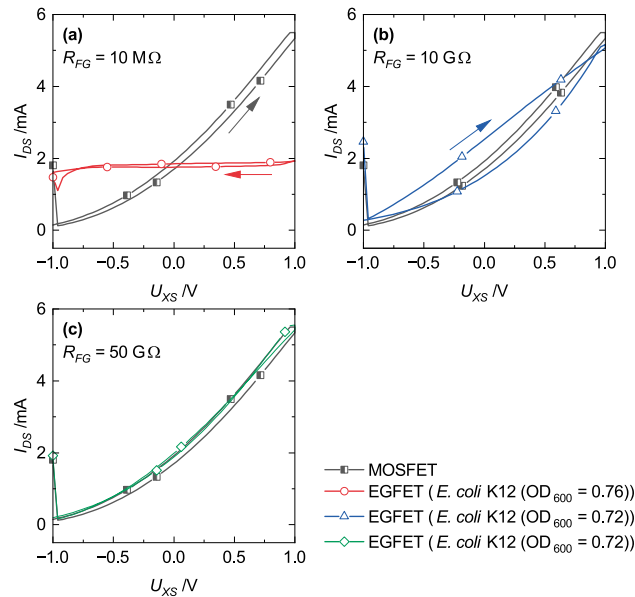 (a)
R_FG = 10 MΩ
I_DS /mA
6
4
2
0
−1.0 −0.5 0.0 0.5 1.0
U_XS /V
(b)
R_FG = 10 GΩ
I_DS /mA
6
4
2
0
−1.0 −0.5 0.0 0.5 1.0
U_XS /V
(c)
R_FG = 50 GΩ
I_DS /mA
6
4
2
0
−1.0 −0.5 0.0 0.5 1.0
U_XS /V
MOSFET
EGFET ( E. coli K12 (OD_600 = 0.76))
EGFET ( E. coli K12 (OD_600 = 0.72))
EGFET ( E. coli K12 (OD_600 = 0.72))